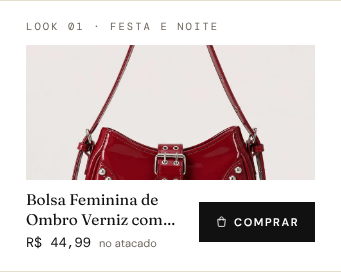 LOOK 01 · FESTA E NOITE
Bolsa Feminina de
Ombro Verniz com...
R$ 44,99 no atacado
COMPRAR